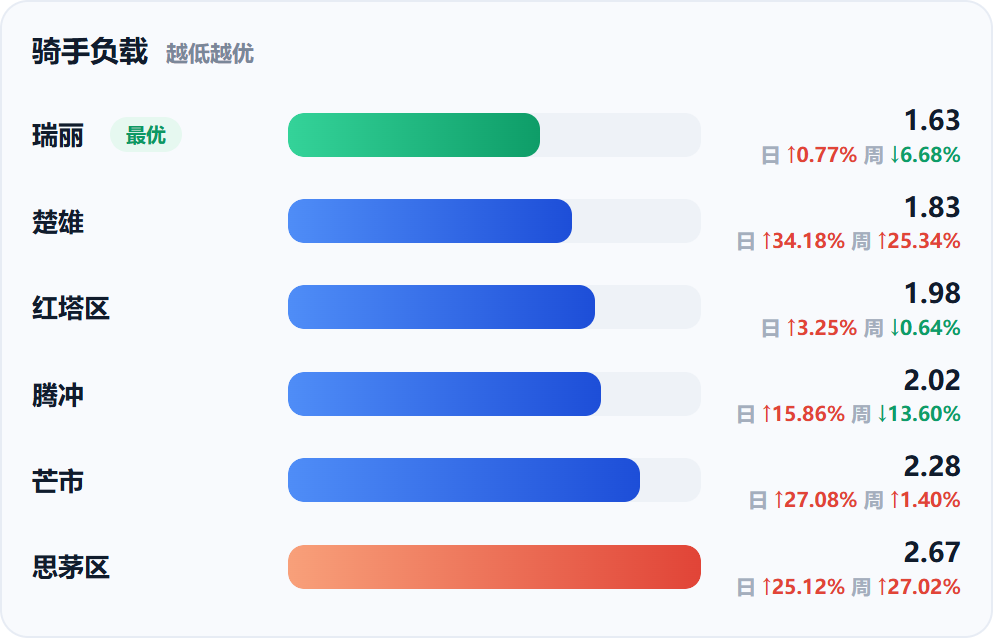 骑手负载 越低越优
瑞丽 最优 1.63
日 ↑0.77% 周 ↓6.68%
楚雄 1.83
日 ↑34.18% 周 ↑25.34%
红塔区 1.98
日 ↑3.25% 周 ↓0.64%
腾冲 2.02
日 ↑15.86% 周 ↓13.60%
芒市 2.28
日 ↑27.08% 周 ↑1.40%
思茅区 2.67
日 ↑25.12% 周 ↑27.02%